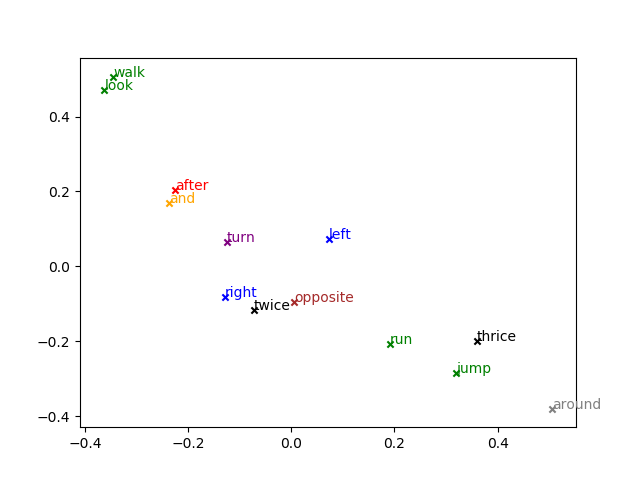 walk
look
0.4
after
0.2
and
turn
left
0.0
right
opposite
twice
thrice
run
−0.2
jump
around
−0.4
−0.4 −0.2 0.0 0.2 0.4